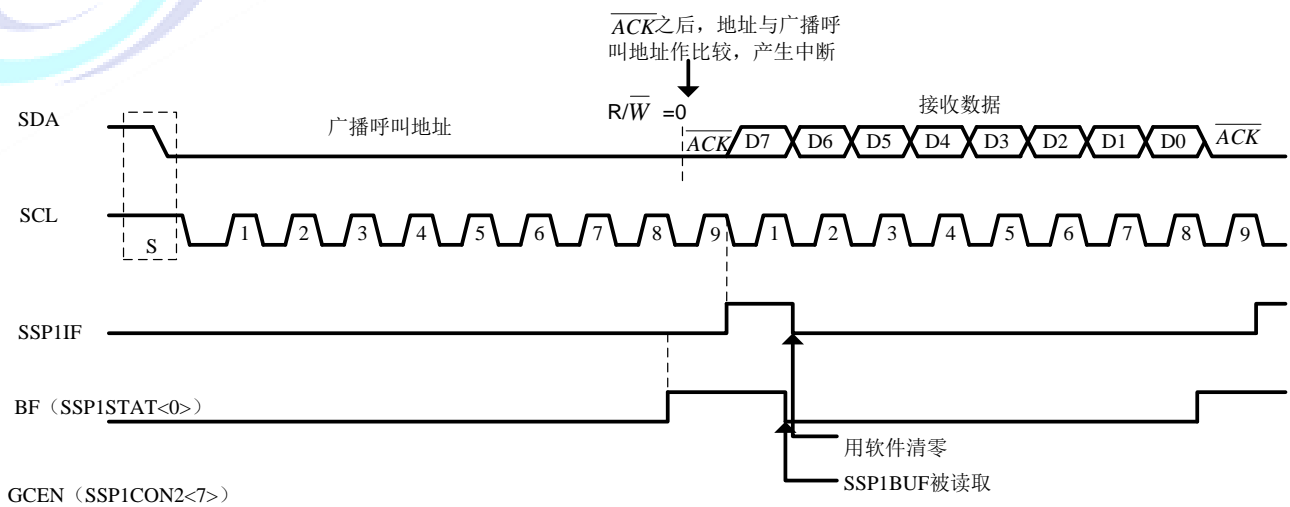 ACK之后，地址与广播呼
叫地址作比较，产生中断
R/W =0
接收数据
SDA
广播呼叫地址
ACK D7 D6 D5 D4 D3 D2 D1 D0 ACK
SCL
1 2 3 4 5 6 7 8 9 1 2 3 4 5 6 7 8 9
S
SSP1IF
BF（SSP1STAT<0>）
用软件清零
SSP1BUF被读取
GCEN（SSP1CON2<7>）